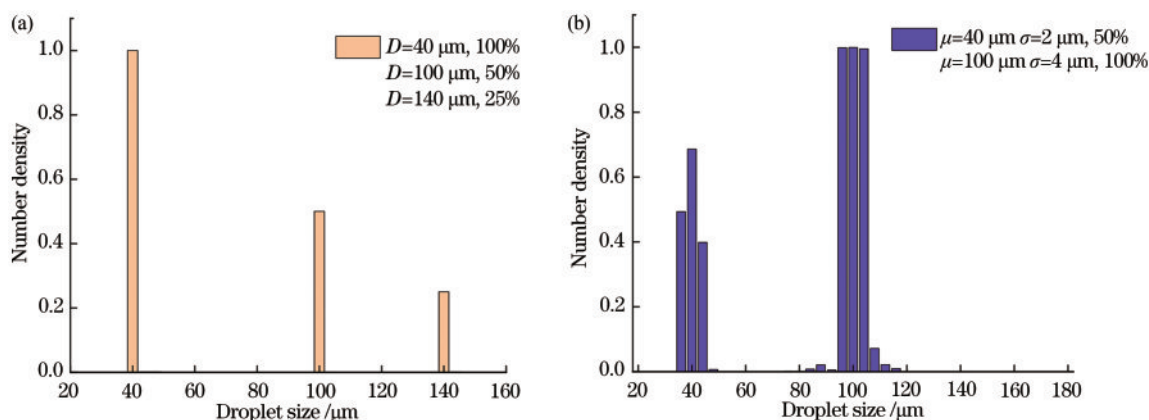 (a)
D=40 μm, 100%
D=100 μm, 50%
D=140 μm, 25%
1.0
0.8
0.6
0.4
0.2
0.0
Number density
20 40 60 80 100 120 140 160
Droplet size /μm
(b)
μ=40 μm σ=2 μm, 50%
μ=100 μm σ=4 μm, 100%
1.0
0.8
0.6
0.4
0.2
0.0
Number density
20 40 60 80 100 120 140 160 180
Droplet size /μm